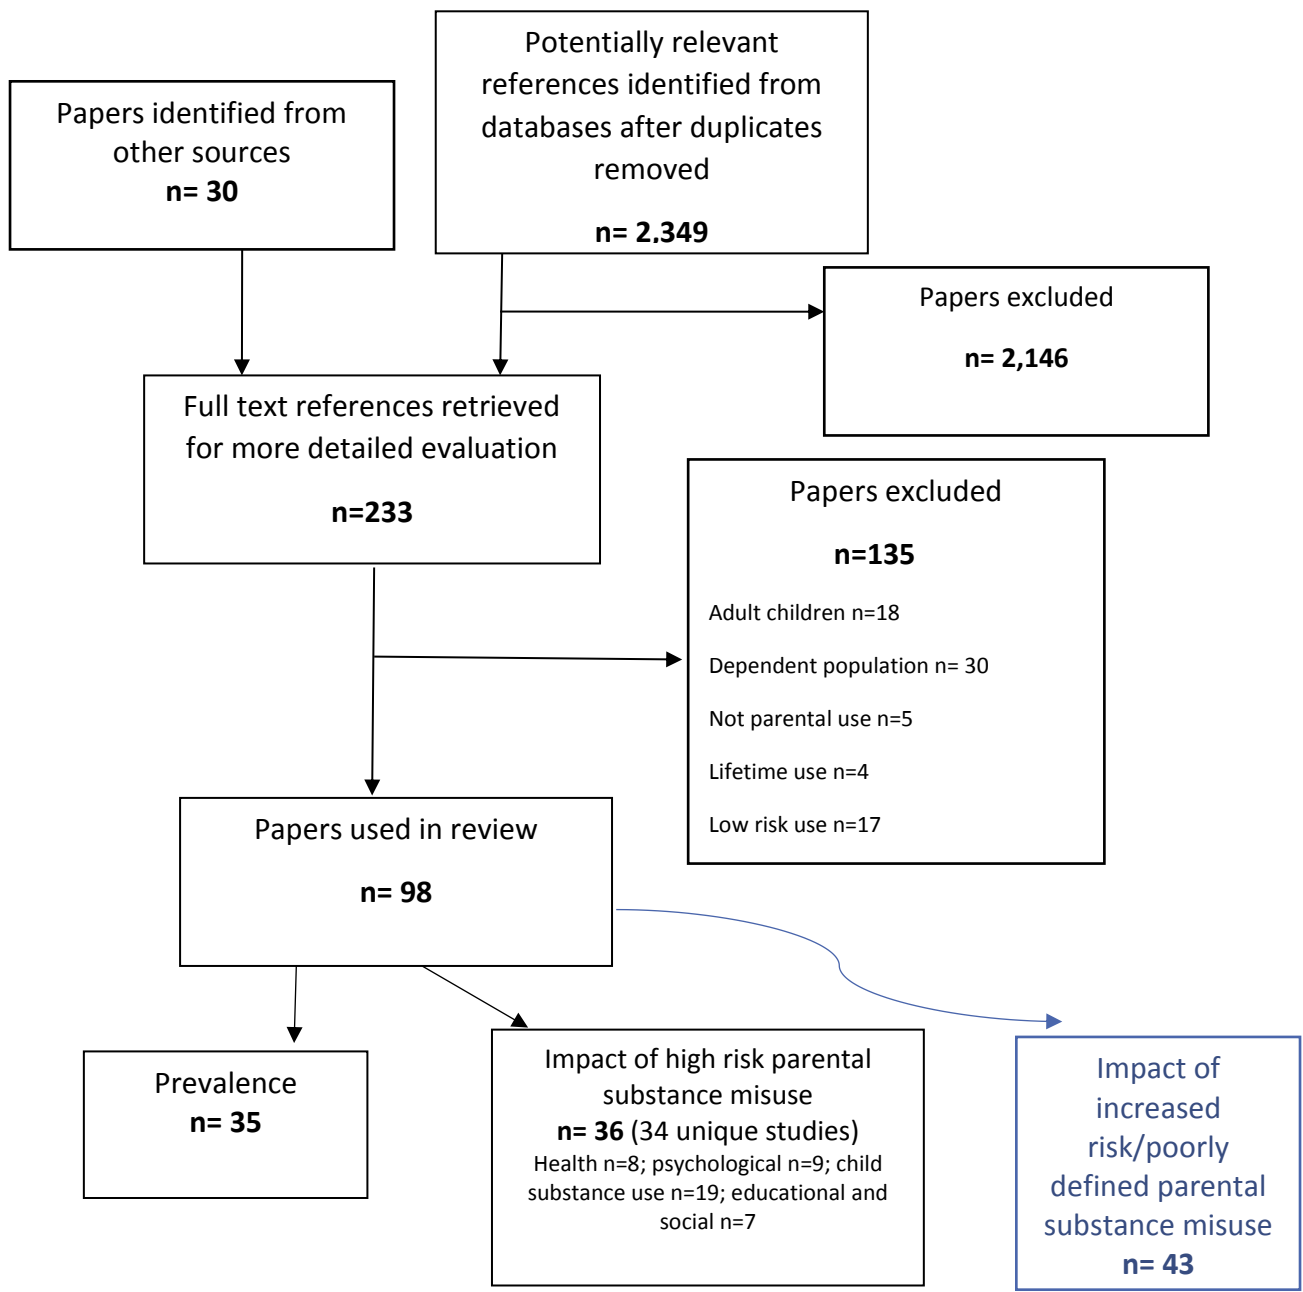 Papers identified from
other sources
n= 30
Potentially relevant
references identified from
databases after duplicates
removed
n= 2,349
Papers excluded
n= 2,146
Full text references retrieved
for more detailed evaluation
n=233
Papers excluded
n=135
Adult children n=18
Dependent population n= 30
Not parental use n=5
Lifetime use n=4
Low risk use n=17
Papers used in review
n= 98
Prevalence
n= 35
Impact of high risk parental
substance misuse
n= 36 (34 unique studies)
Health n=8; psychological n=9; child
substance use n=19; educational and
social n=7
Impact of
increased
risk/poorly
defined parental
substance misuse
n= 43